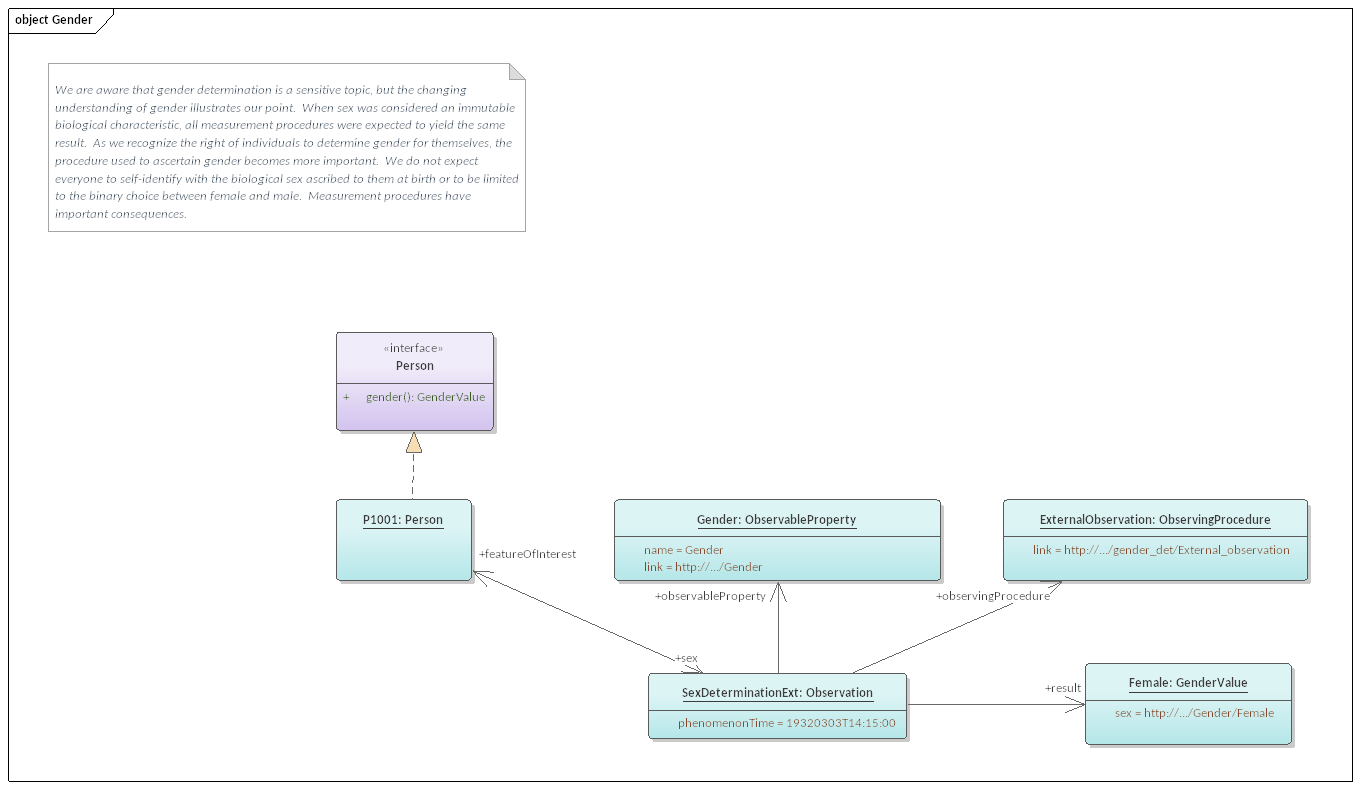 object Gender
We are aware that gender determination is a sensitive topic, but the changing
understanding of gender illustrates our point.  When sex was considered an immutable
biological characteristic, all measurement procedures were expected to yield the same
result.  As we recognize the right of individuals to determine gender for themselves, the
procedure used to ascertain gender becomes more important.  We do not expect
everyone to self-identify with the biological sex ascribed to them at birth or to be limited
to the binary choice between female and male.  Measurement procedures have
important consequences.
«interface»
Person
+ gender(): GenderValue
P1001: Person
Gender: ObservableProperty
name = Gender
link = http://.../Gender
ExternalObservation: ObservingProcedure
link = http://.../gender_det/External_observation
+featureOfInterest
+observableProperty
+observingProcedure
+sex
SexDeterminationExt: Observation
phenomenonTime = 19320303T14:15:00
+result
Female: GenderValue
sex = http://.../Gender/Female